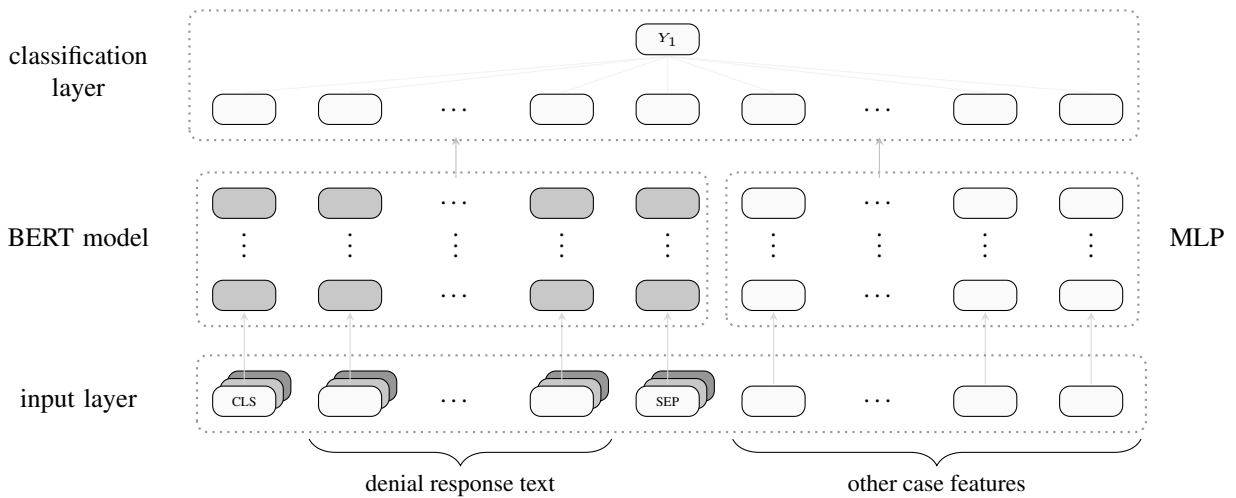 classification
layer
Y1
...
...
BERT model
...
...
MLP
...
...
input layer
CLS
...
SEP
...
denial response text
other case features